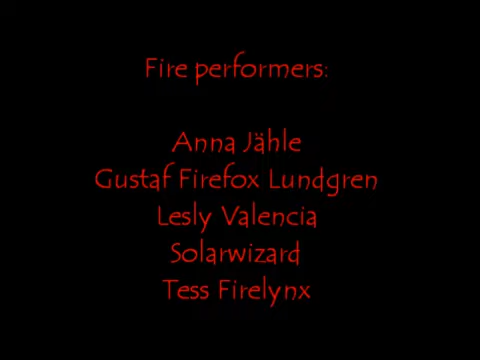 Fire performers:
Anna Jähle
Gustaf Firefox Lundgren
Lesly Valencia
Solarwizard
Tess Firelynx